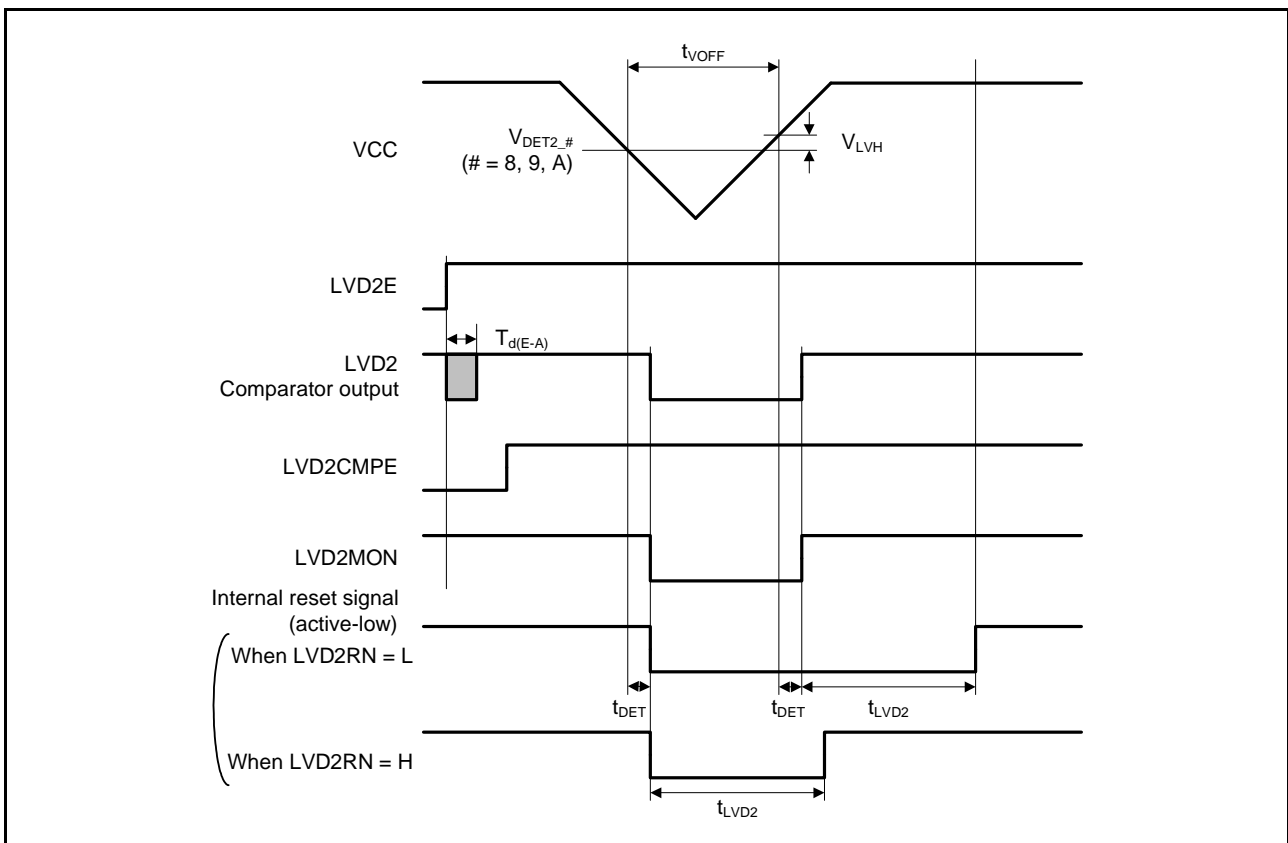 tVOFF
VCC
VDET2_#
(# = 8, 9, A)
VLVH
LVD2E
Td(E-A)
LVD2
Comparator output
LVD2CMPE
LVD2MON
Internal reset signal
(active-low)
When LVD2RN = L
tDET
tDET
tLVD2
When LVD2RN = H
tLVD2